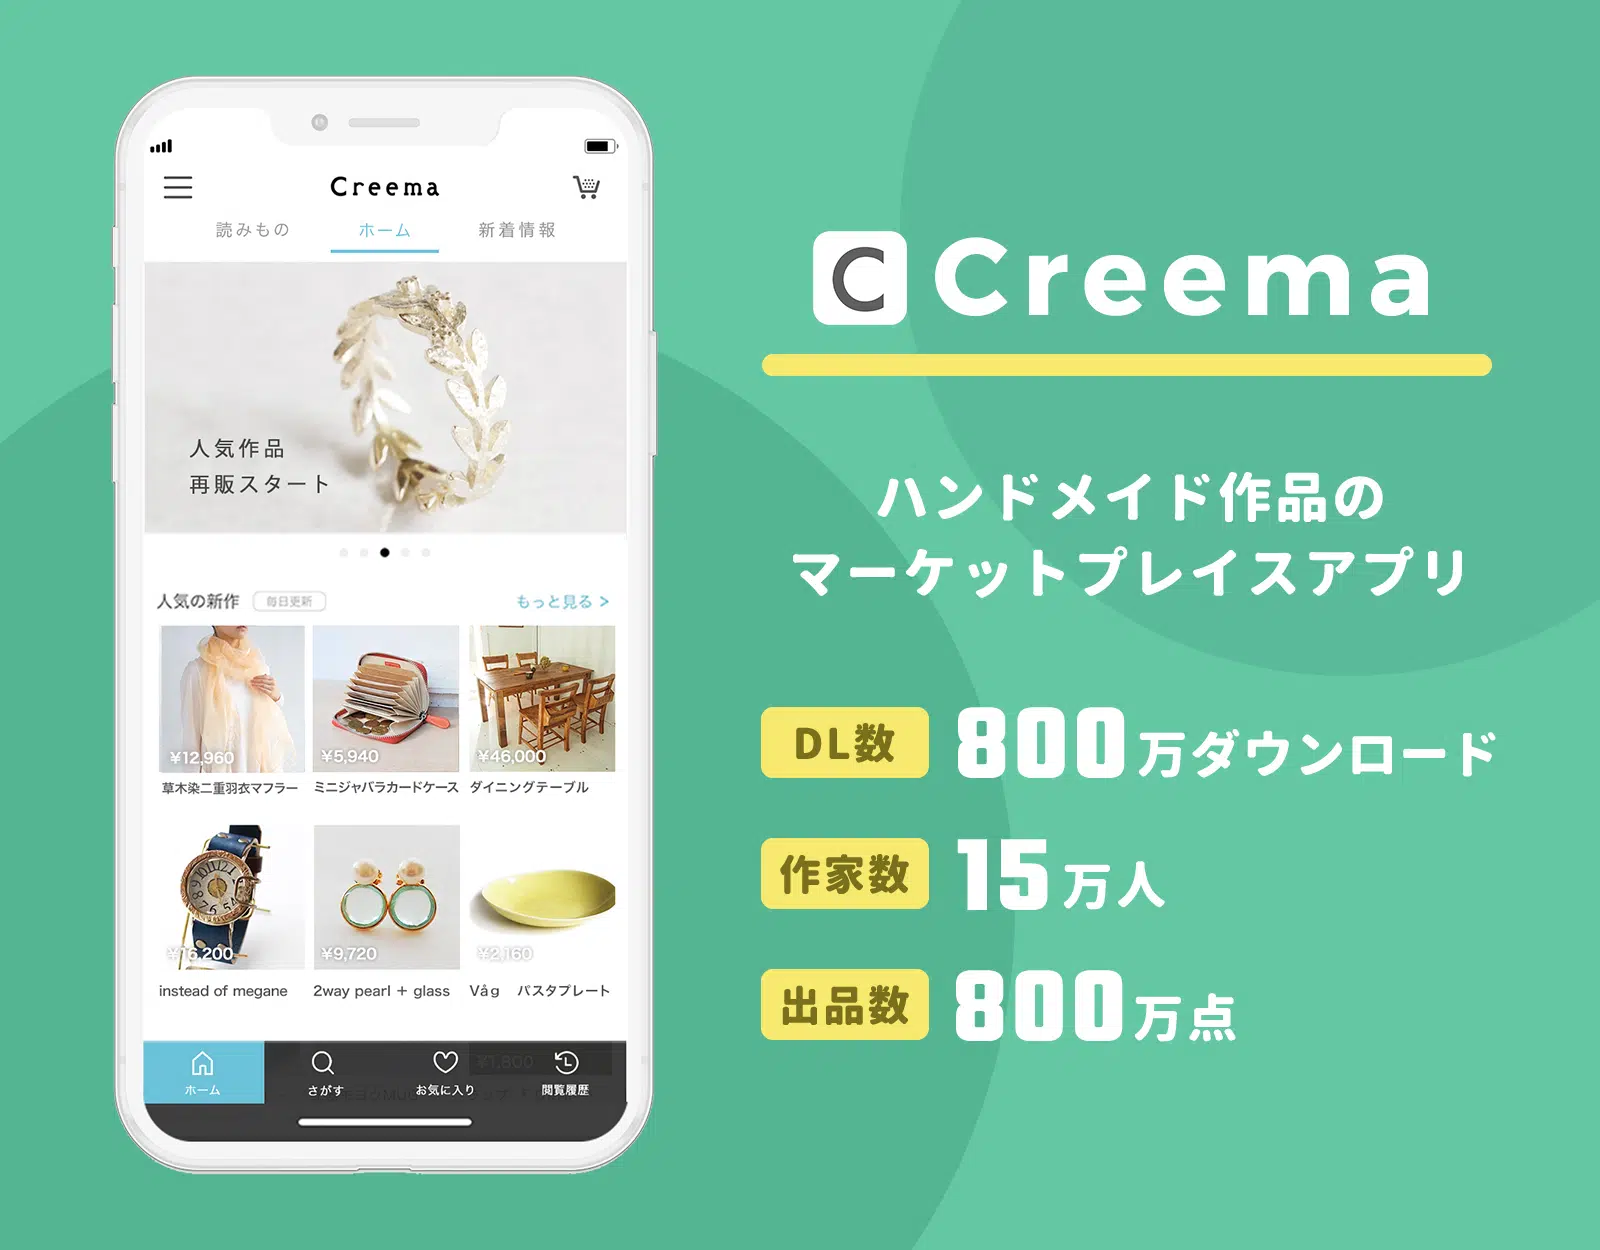 Creema
読みもの ホーム 新着情報
人気作品
再販スタート
人気の新作 毎日更新 もっと見る >
¥12,960 ¥5,940 ¥46,000
草木染二重羽衣マフラー ミニジャバラカードケース ダイニングテーブル
¥16,200 ¥9,720 ¥2,160
instead of megane 2way pearl + glass Våg パスタプレート
¥1,800
ホーム さがす お気に入り 閲覧履歴
C Creema
ハンドメイド作品の
マーケットプレイスアプリ
DL数 800万ダウンロード
作家数 15万人
出品数 800万点